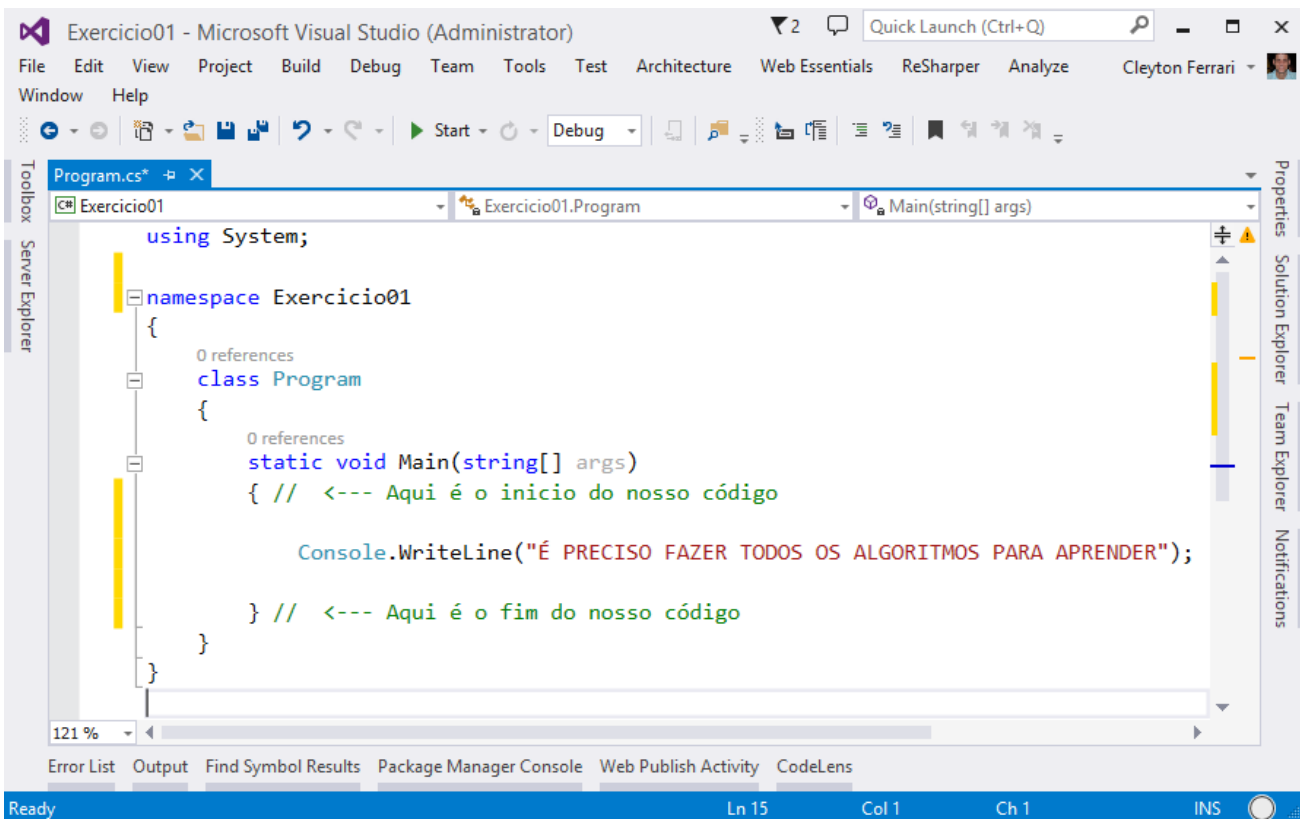 Exercicio01 - Microsoft Visual Studio (Administrator)
2
Quick Launch (Ctrl+Q)
File Edit View Project Build Debug Team Tools Test Architecture Web Essentials ReSharper Analyze Cleyton Ferrari
Window Help
Start Debug
Toolbox
Server Explorer
Program.cs*
C# Exercicio01 Exercicio01.Program Main(string[] args)
using System;
namespace Exercicio01
{
0 references
class Program
{
0 references
static void Main(string[] args)
{ // <--- Aqui é o inicio do nosso código
Console.WriteLine("É PRECISO FAZER TODOS OS ALGORITMOS PARA APRENDER");
} // <--- Aqui é o fim do nosso código
}
}
121 %
Properties
Solution Explorer
Team Explorer
Notifications
Error List Output Find Symbol Results Package Manager Console Web Publish Activity CodeLens
Ready Ln 15 Col 1 Ch 1 INS